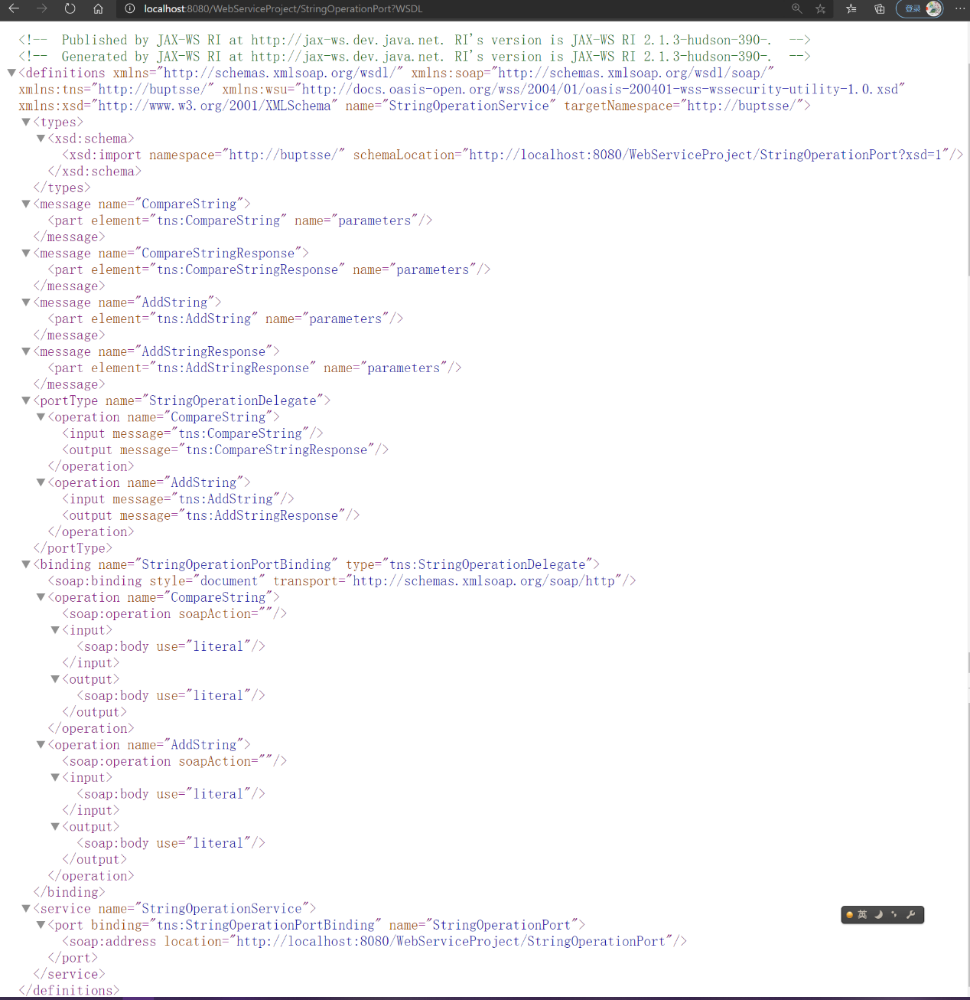 localhost:8080/WebServiceProject/StringOperationPort?WSDL
登录
<!--  Published by JAX-WS RI at http://jax-ws.dev.java.net. RI's version is JAX-WS RI 2.1.3-hudson-390-.  -->
<!--  Generated by JAX-WS RI at http://jax-ws.dev.java.net. RI's version is JAX-WS RI 2.1.3-hudson-390-.  -->
▼<definitions xmlns="http://schemas.xmlsoap.org/wsdl/" xmlns:soap="http://schemas.xmlsoap.org/wsdl/soap/"
xmlns:tns="http://buptsse/" xmlns:wsu="http://docs.oasis-open.org/wss/2004/01/oasis-200401-wss-wssecurity-utility-1.0.xsd"
xmlns:xsd="http://www.w3.org/2001/XMLSchema" name="StringOperationService" targetNamespace="http://buptsse/">
▼<types>
▼<xsd:schema>
<xsd:import namespace="http://buptsse/" schemaLocation="http://localhost:8080/WebServiceProject/StringOperationPort?xsd=1"/>
</xsd:schema>
</types>
▼<message name="CompareString">
<part element="tns:CompareString" name="parameters"/>
</message>
▼<message name="CompareStringResponse">
<part element="tns:CompareStringResponse" name="parameters"/>
</message>
▼<message name="AddString">
<part element="tns:AddString" name="parameters"/>
</message>
▼<message name="AddStringResponse">
<part element="tns:AddStringResponse" name="parameters"/>
</message>
▼<portType name="StringOperationDelegate">
▼<operation name="CompareString">
<input message="tns:CompareString"/>
<output message="tns:CompareStringResponse"/>
</operation>
▼<operation name="AddString">
<input message="tns:AddString"/>
<output message="tns:AddStringResponse"/>
</operation>
</portType>
▼<binding name="StringOperationPortBinding" type="tns:StringOperationDelegate">
<soap:binding style="document" transport="http://schemas.xmlsoap.org/soap/http"/>
▼<operation name="CompareString">
<soap:operation soapAction=""/>
▼<input>
<soap:body use="literal"/>
</input>
▼<output>
<soap:body use="literal"/>
</output>
</operation>
▼<operation name="AddString">
<soap:operation soapAction=""/>
▼<input>
<soap:body use="literal"/>
</input>
▼<output>
<soap:body use="literal"/>
</output>
</operation>
</binding>
▼<service name="StringOperationService">
▼<port binding="tns:StringOperationPortBinding" name="StringOperationPort">
<soap:address location="http://localhost:8080/WebServiceProject/StringOperationPort"/>
</port>
</service>
</definitions>
英